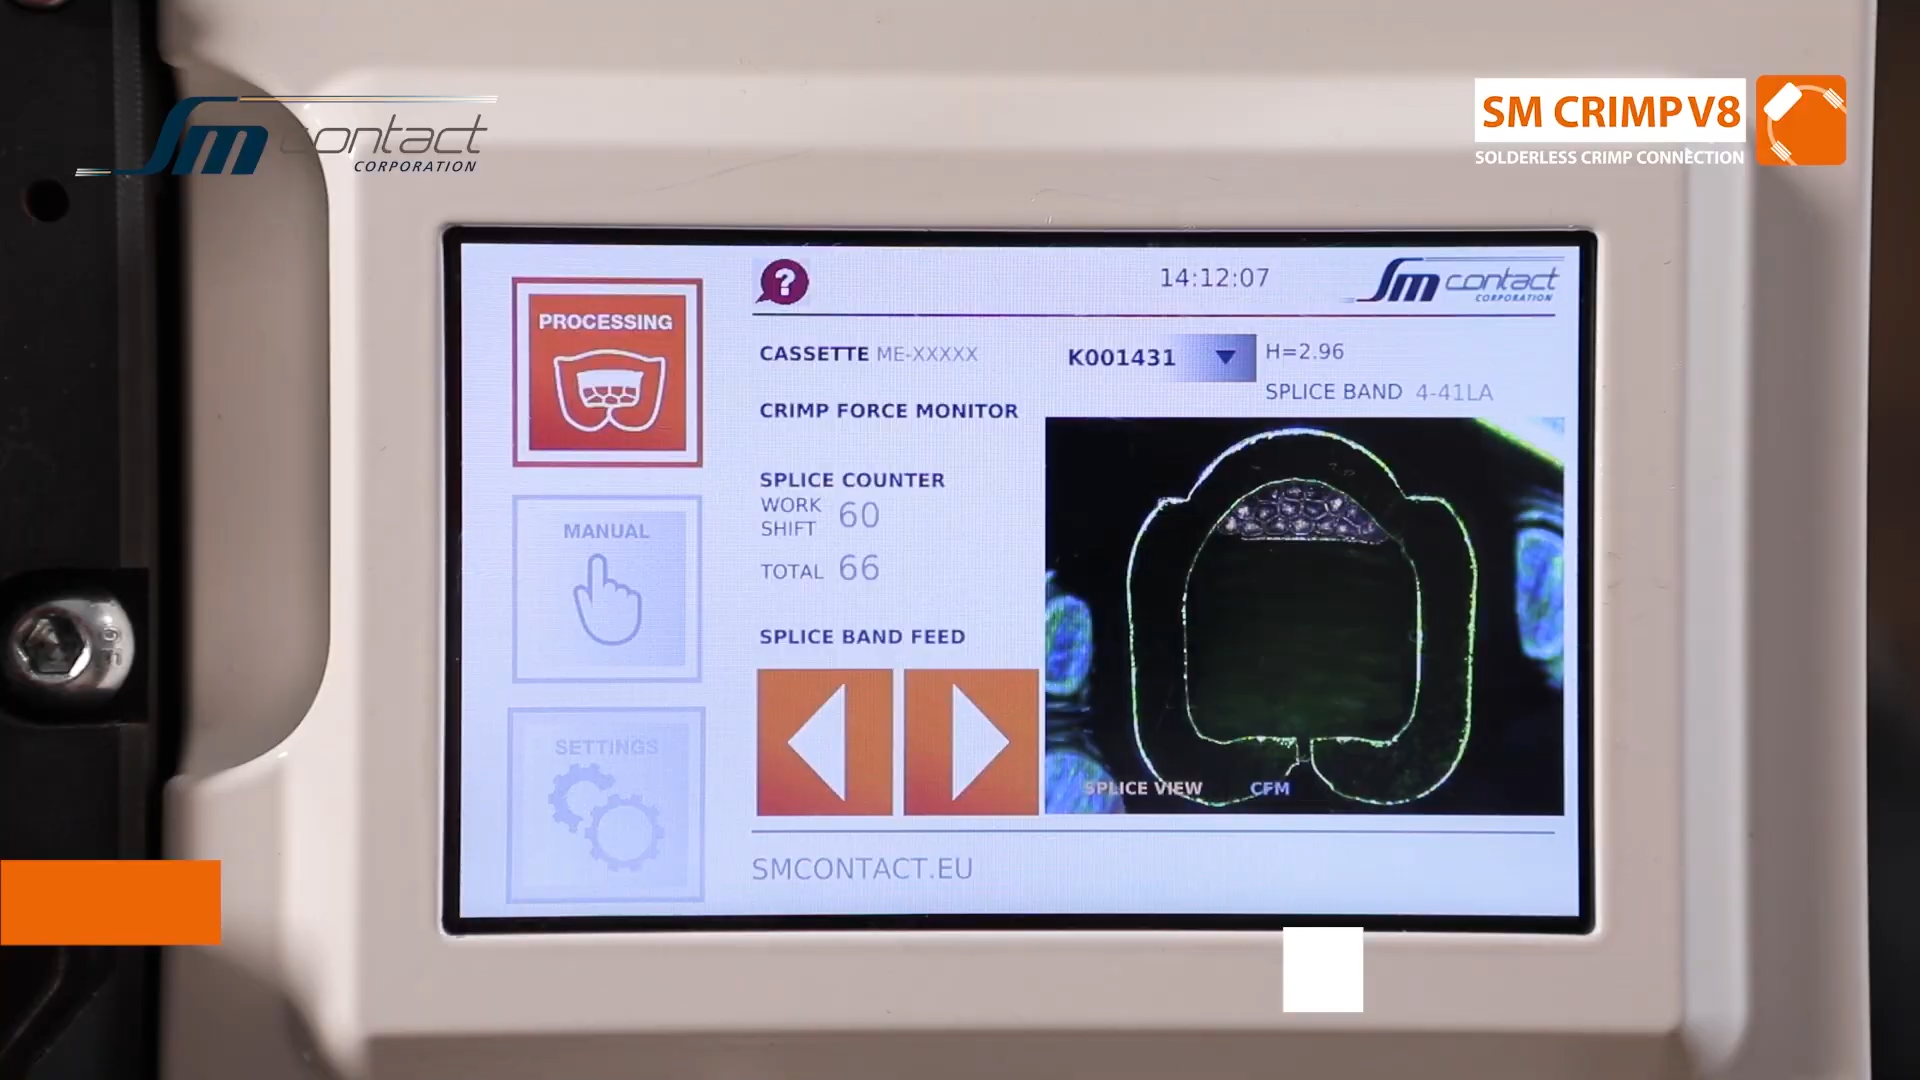 Sm contact
CORPORATION
SM CRIMP V8
SOLDERLESS CRIMP CONNECTION
14:12:07
Sm contact
CORPORATION
PROCESSING
MANUAL
SETTINGS
?
CASSETTE ME-XXXXX
K001431
H=2.96
SPLICE BAND 4-41LA
CRIMP FORCE MONITOR
SPLICE COUNTER
WORK
SHIFT 60
TOTAL 66
SPLICE BAND FEED
SPLICE VIEW
CFM
SMCONTACT.EU